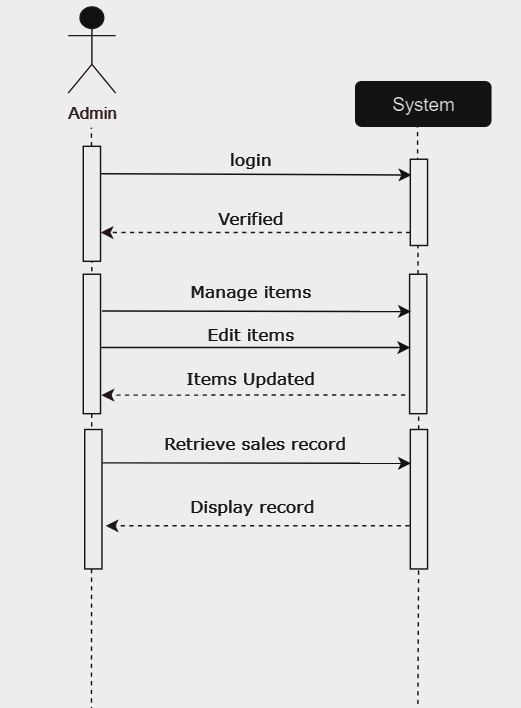 Admin
System
login
Verified
Manage items
Edit items
Items Updated
Retrieve sales record
Display record